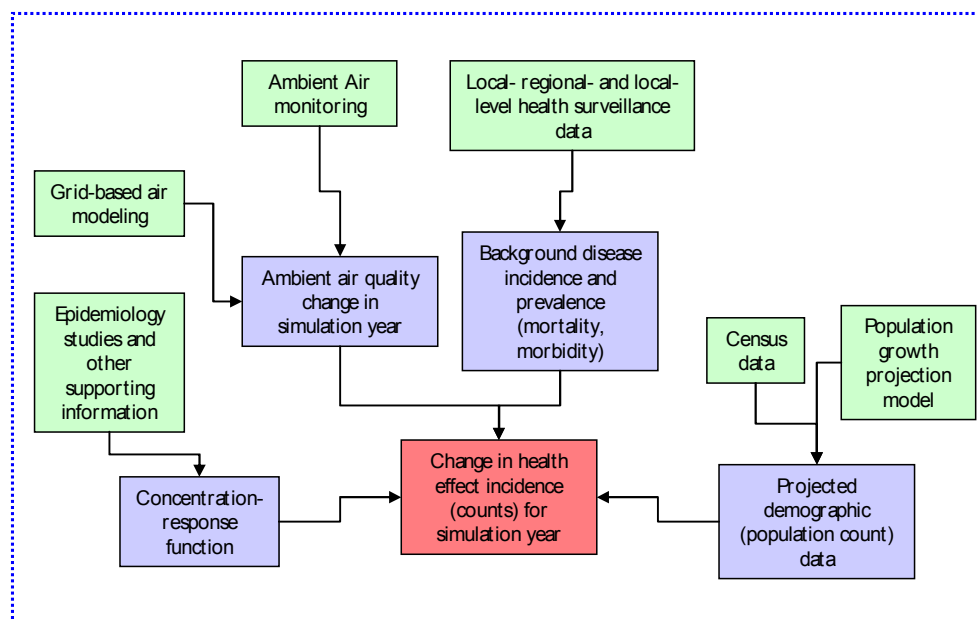 Ambient Air
monitoring
Local- regional- and local-
level health surveillance
data
Grid-based air
modeling
Ambient air quality
change in
simulation year
Background disease
incidence and
prevalence
(mortality,
morbidity)
Epidemiology
studies and
other
supporting
information
Census
data
Population
growth
projection
model
Concentration-
response
function
Change in health
effect incidence
(counts) for
simulation year
Projected
demographic
(population count)
data